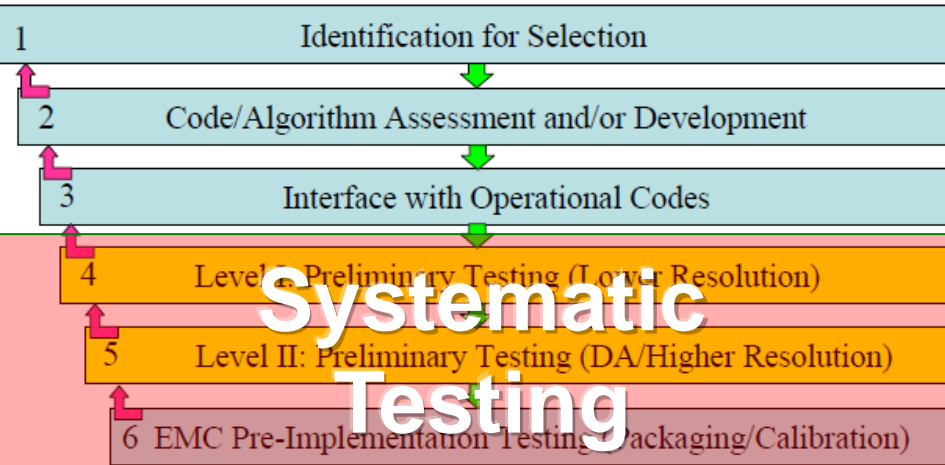 1 Identification for Selection
2 Code/Algorithm Assessment and/or Development
3 Interface with Operational Codes
4 Level I: Preliminary Testing (Lower Resolution)
Systematic
5 Level II: Preliminary Testing (DA/Higher Resolution)
Testing
6 EMC Pre-Implementation Testing (Packaging/Calibration)